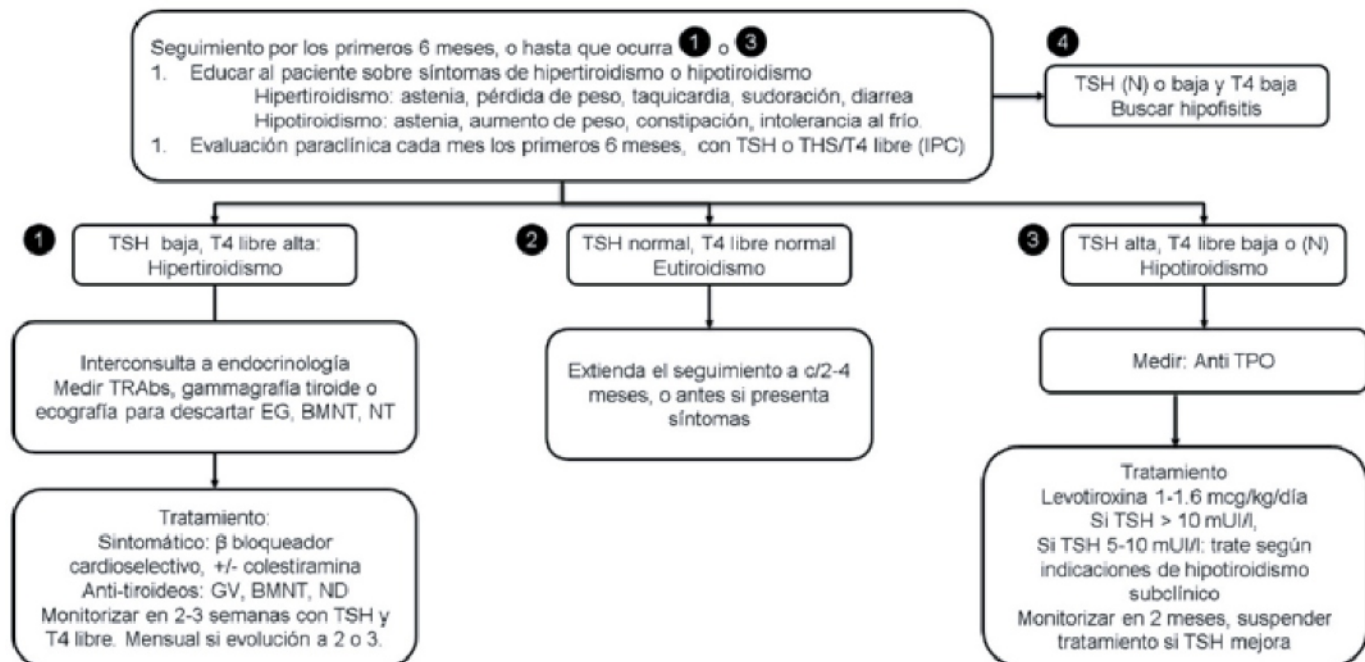 Seguimiento por los primeros 6 meses, o hasta que ocurra 1 o 3
1. Educar al paciente sobre síntomas de hipertiroidismo o hipotiroidismo
Hipertiroidismo: astenia, pérdida de peso, taquicardia, sudoración, diarrea
Hipotiroidismo: astenia, aumento de peso, constipación, intolerancia al frío.
1. Evaluación paraclínica cada mes los primeros 6 meses, con TSH o THS/T4 libre (IPC)
4
TSH (N) o baja y T4 baja
Buscar hipofisitis
1
TSH baja, T4 libre alta:
Hipertiroidismo
2
TSH normal, T4 libre normal
Eutiroidismo
3
TSH alta, T4 libre baja o (N)
Hipotiroidismo
Interconsulta a endocrinología
Medir TRAbs, gammagrafía tiroide o
ecografía para descartar EG, BMNT, NT
Extienda el seguimiento a c/2-4
meses, o antes si presenta
síntomas
Medir: Anti TPO
Tratamiento:
Sintomático: β bloqueador
cardioselectivo, +/- colestiramina
Anti-tiroideos: GV, BMNT, ND
Monitorizar en 2-3 semanas con TSH y
T4 libre. Mensual si evolución a 2 o 3.
Tratamiento
Levotiroxina 1-1.6 mcg/kg/día
Si TSH > 10 mUI/l,
Si TSH 5-10 mUI/l: trate según
indicaciones de hipotiroidismo
subclínico
Monitorizar en 2 meses, suspender
tratamiento si TSH mejora